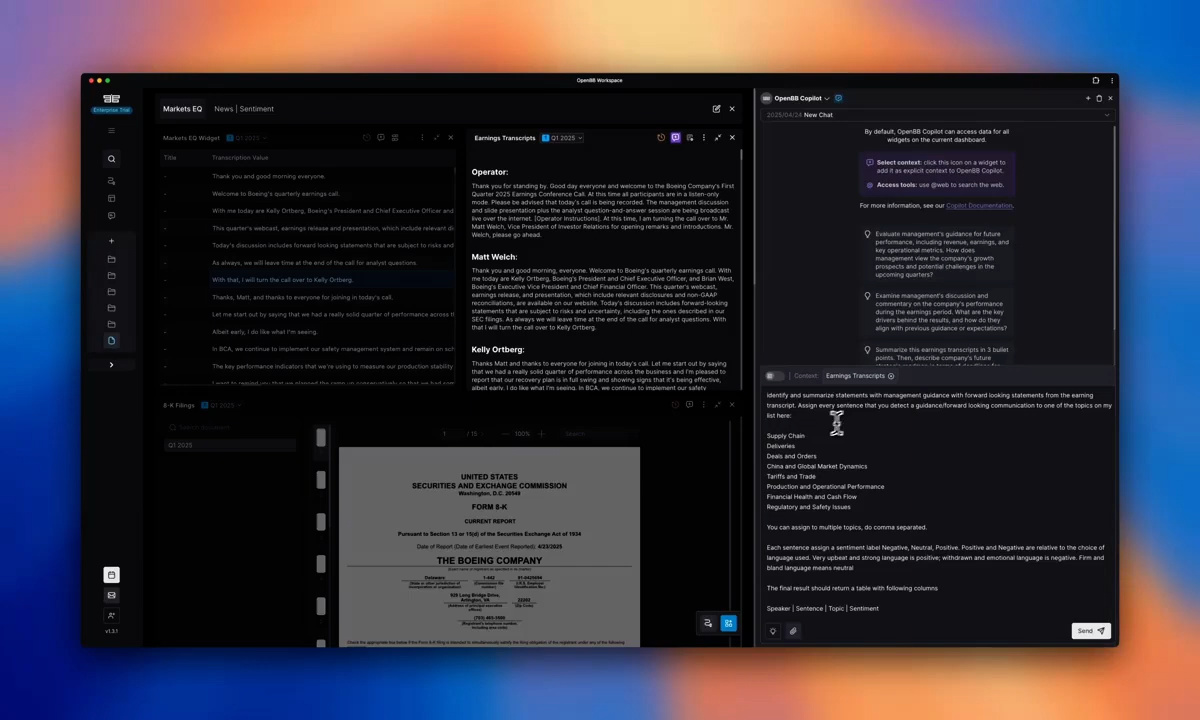 OpenBB Workspace
Enterprise Trial
v1.3.1
Markets EQ
News | Sentiment
Markets EQ Widget
Q1 2025
Title
Transcription Value
-
Thank you and good morning everyone.
-
Welcome to Boeing's quarterly earnings call.
-
With me today are Kelly Ortberg, Boeing's President and Chief Executive Officer and
-
This quarter's webcast, earnings release and presentation, which include relevant di
-
Today's discussion includes forward looking statements that are subject to risks and
-
As always, we will leave time at the end of the call for analyst questions.
-
With that, I will turn the call over to Kelly Ortberg.
-
Thanks, Matt, and thanks to everyone for joining in today's call.
-
Let me start out by saying that we had a really solid quarter of performance across t
-
Albeit early, I do like what I'm seeing.
-
In BCA, we continue to implement our safety management system and remain on sch
-
The key performance indicators that we're using to measure our production stability
Earnings Transcripts
Q1 2025
Operator:
Thank you for standing by. Good day everyone and welcome to the Boeing Company's First
Quarter 2025 Earnings Conference Call. At this time all participants are in a listen-only
mode. Please be advised that today's call is being recorded. The management discussion
and slide presentation plus the analyst question-and-answer session are being broadcast
live over the internet. [Operator Instructions]. At this time, I am turning the call over to Mr.
Matt Welch, Vice President of Investor Relations for opening remarks and introductions. Mr.
Welch, please go ahead.
Matt Welch:
Thank you and good morning, everyone. Welcome to Boeing's quarterly earnings call. With
me today are Kelly Ortberg, Boeing's President and Chief Executive Officer, and Brian West,
Boeing's Executive Vice President and Chief Financial Officer. This quarter's webcast,
earnings release, and presentation, which include relevant disclosures and non-GAAP
reconciliations, are available on our website. Today's discussion includes forward-looking
statements that are subject to risks and uncertainty, including the ones described in our
SEC filings. As always we will leave time at the end of the call for analyst questions. With
that I will turn the call over to Kelly Ortberg.
Kelly Ortberg:
Thanks Matt and thanks to everyone for joining in today's call. Let me start out by saying
that we had a really solid quarter of performance across the business and I'm pleased to
report that our recovery plan is in full swing and showing signs that it's being effective,
albeit early. I do like what I'm seeing. In BCA, we continue to implement our safety
8-K Filings
Q1 2025
Search document
Q1 2025
1 / 15
100%
Search
UNITED STATES
SECURITIES AND EXCHANGE COMMISSION
Washington, D.C. 20549
FORM 8-K
CURRENT REPORT
Pursuant to Section 13 or 15(d) of the Securities Exchange Act of 1934
Date of Report (Date of Earliest Event Reported) 4/23/2025
THE BOEING COMPANY
Delaware
1-442
91-0425694
929 Long Bridge Drive,
Arlington, VA
22202
(703) 465-3500
OpenBB Copilot
2025/04/24 New Chat
By default, OpenBB Copilot can access data for all
widgets on the current dashboard.
Select context: click this icon on a widget to
add it as explicit context to OpenBB Copilot.
Access tools: use @web to search the web.
For more information, see our Copilot Documentation.
Evaluate management's guidance for future
performance, including revenue, earnings, and
key operational metrics. How does
management view the company's growth
prospects and potential challenges in the
upcoming quarters?
Examine management's discussion and
commentary on the company's performance
during the earnings period. What are the key
drivers behind the results, and how do they
align with previous guidance or expectations?
Summarize this earnings transcripts in 3 bullet
points. Then, describe company's future
Context:
Earnings Transcripts
identify and summarize statements with management guidance with forward looking statements from the earning
transcript. Assign every sentence that you detect a guidance/forward looking communication to one of the topics on my
list here:
Supply Chain
Deliveries
Deals and Orders
China and Global Market Dynamics
Tariffs and Trade
Production and Operational Performance
Financial Health and Cash Flow
Regulatory and Safety Issues
You can assign to multiple topics, do comma separated.
Each sentence assign a sentiment label Negative, Neutral, Positive. Positive and Negative are relative to the choice of
language used. Very upbeat and strong language is positive; withdrawn and emotional language is negative. Firm and
bland language means neutral
The final result should return a table with following columns
Speaker | Sentence | Topic | Sentiment
Send